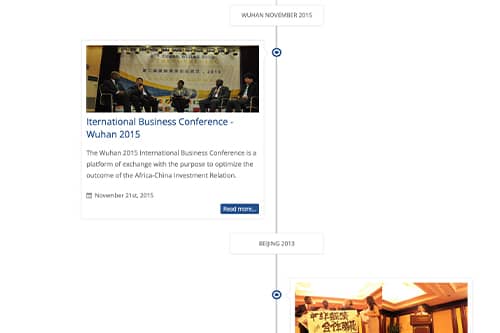 WUHAN NOVEMBER 2015
Iternational Business Conference -
Wuhan 2015
The Wuhan 2015 International Business Conference is a
platform of exchange with the purpose to optimize the
outcome of the Africa-China Investment Relation.
November 21st, 2015
Read more...
BEIJING 2013